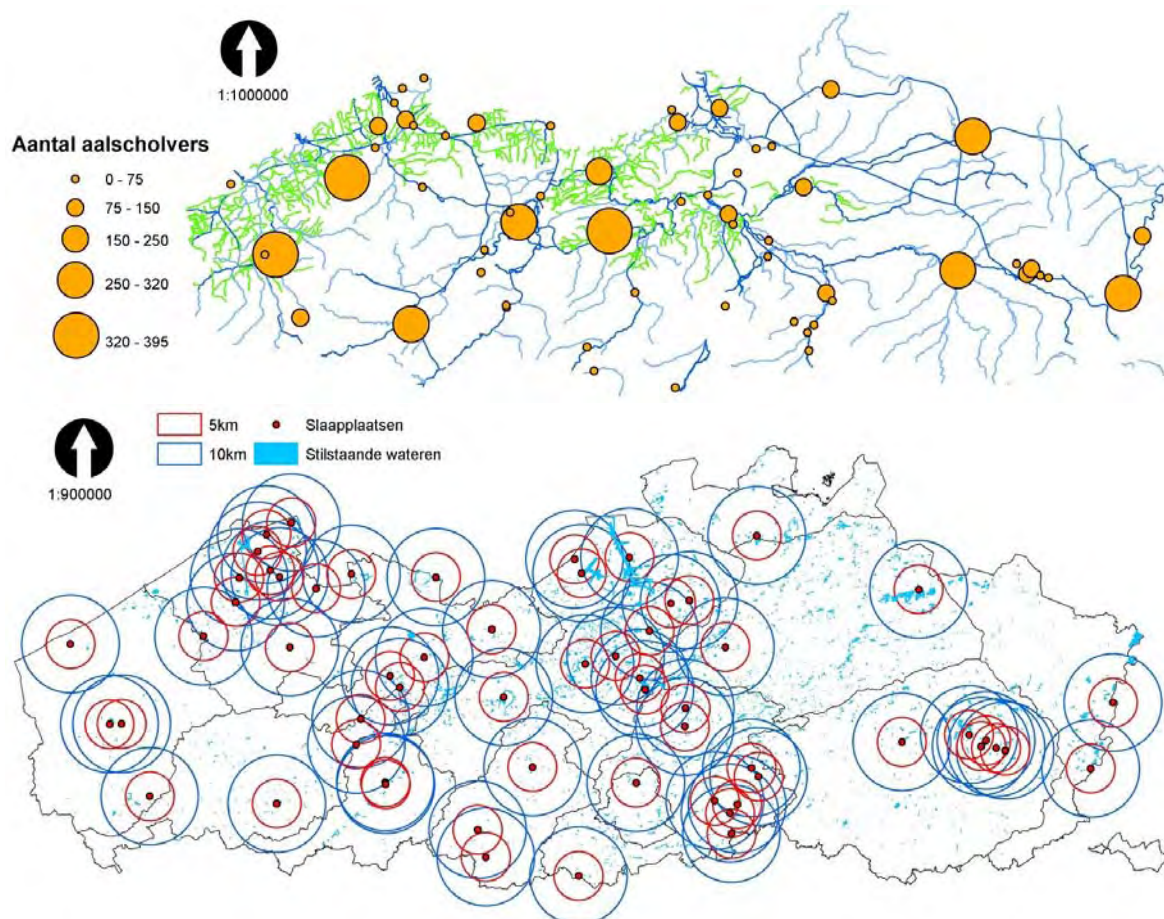 1:1000000
Aantal aalscholvers
0 - 75
75 - 150
150 - 250
250 - 320
320 - 395
5km
Slaapplaatsen
10km
Stilstaande wateren
1:900000